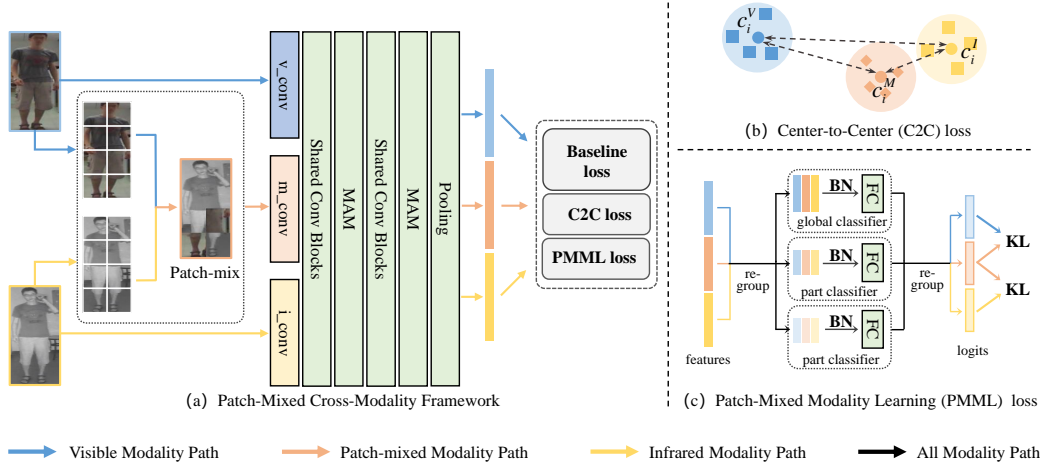 v_conv
m_conv
i_conv
Shared Conv Blocks
MAM
Shared Conv Blocks
MAM
Pooling
Patch-mix
Baseline
loss
C2C loss
PMML loss
(a) Patch-Mixed Cross-Modality Framework
C_i^V
C_i^I
C_i^M
(b) Center-to-Center (C2C) loss
features
re-
group
BN
FC
global classifier
BN
FC
part classifier
BN
FC
part classifier
re-
group
logits
KL
KL
(c) Patch-Mixed Modality Learning (PMML) loss
Visible Modality Path
Patch-mixed Modality Path
Infrared Modality Path
All Modality Path